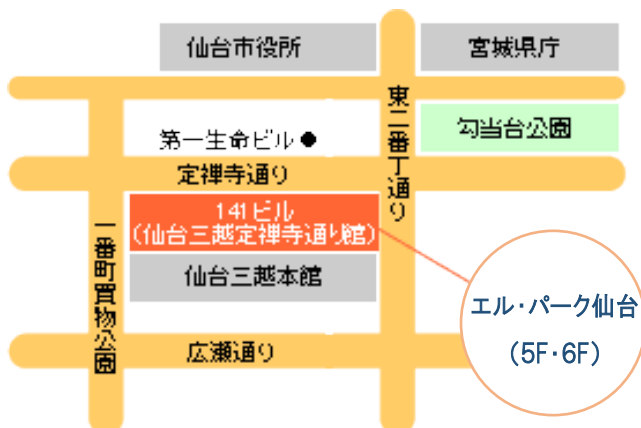 仙台市役所
宮城県庁
東二番丁通り
勾当台公園
第一生命ビル●
定禅寺通り
141ビル
(仙台三越定禅寺通り館)
一番町買物公園
仙台三越本館
エル・パーク仙台
(5F・6F)
広瀬通り